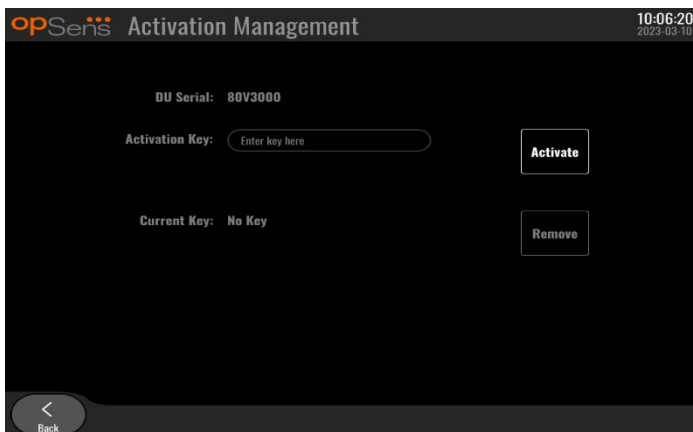 opSens Activation Management
10:06:20
2023-03-10
DU Serial: 80V3000
Activation Key: Enter key here
Activate
Current Key: No Key
Remove
Back